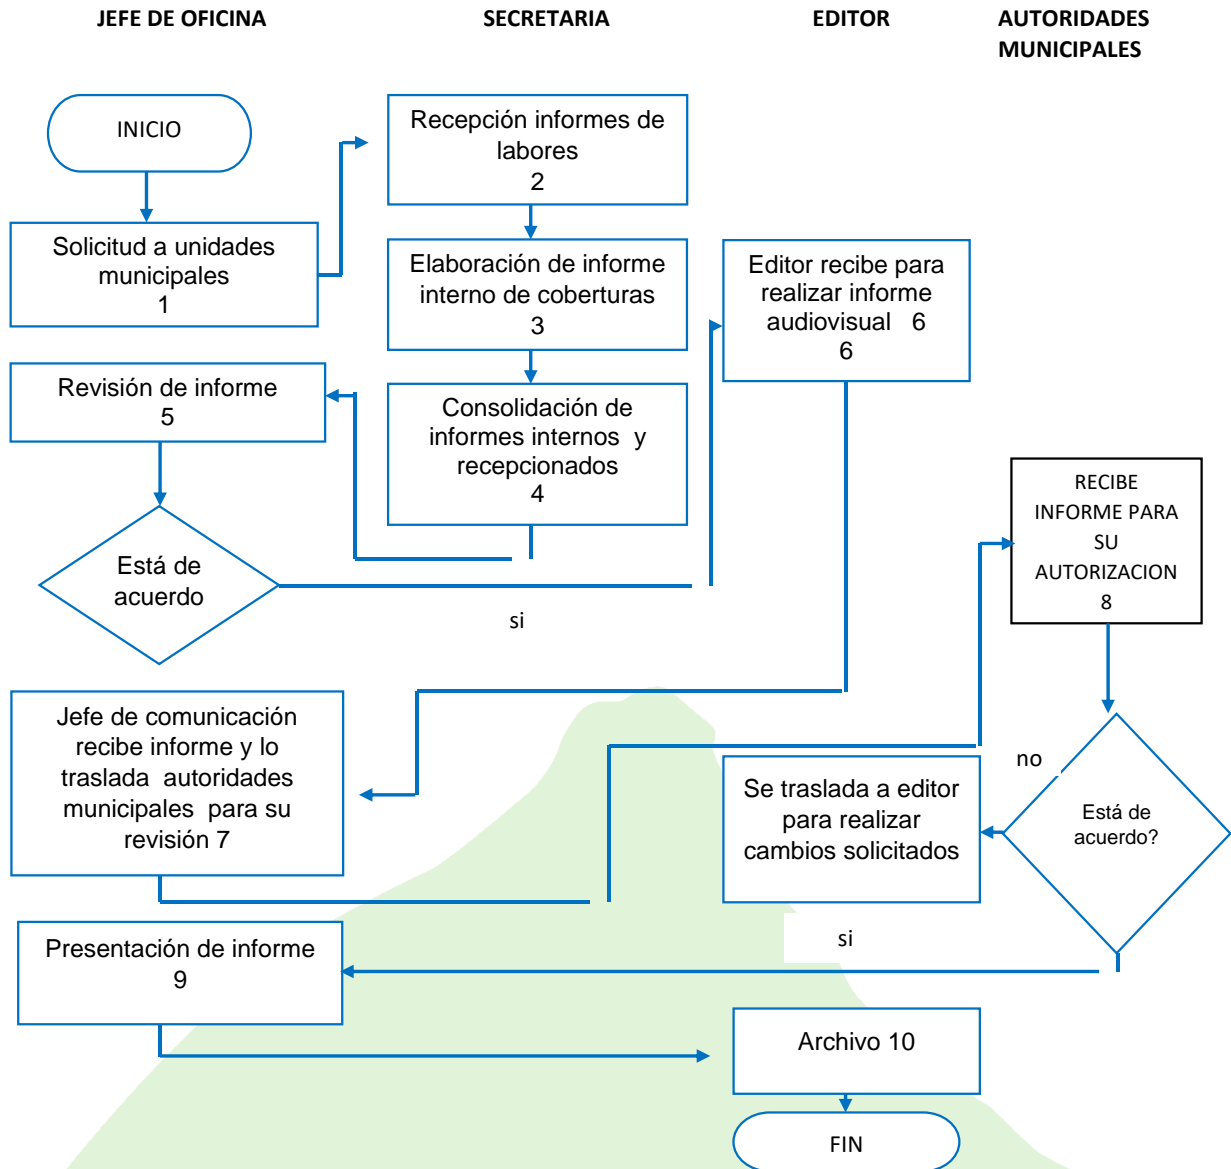 JEFE DE OFICINA
SECRETARIA
EDITOR
AUTORIDADES
MUNICIPALES
INICIO
Recepción informes de
labores
2
Solicitud a unidades
municipales
1
Elaboración de informe
interno de coberturas
3
Editor recibe para
realizar informe
audiovisual 6
6
Revisión de informe
5
Consolidación de
informes internos y
recepcionados
4
RECIBE
INFORME PARA
SU
AUTORIZACION
8
Está de
acuerdo
si
Jefe de comunicación
recibe informe y lo
traslada autoridades
municipales para su
revisión 7
no
Se traslada a editor
para realizar
cambios solicitados
Está de
acuerdo?
si
Presentación de informe
9
Archivo 10
FIN